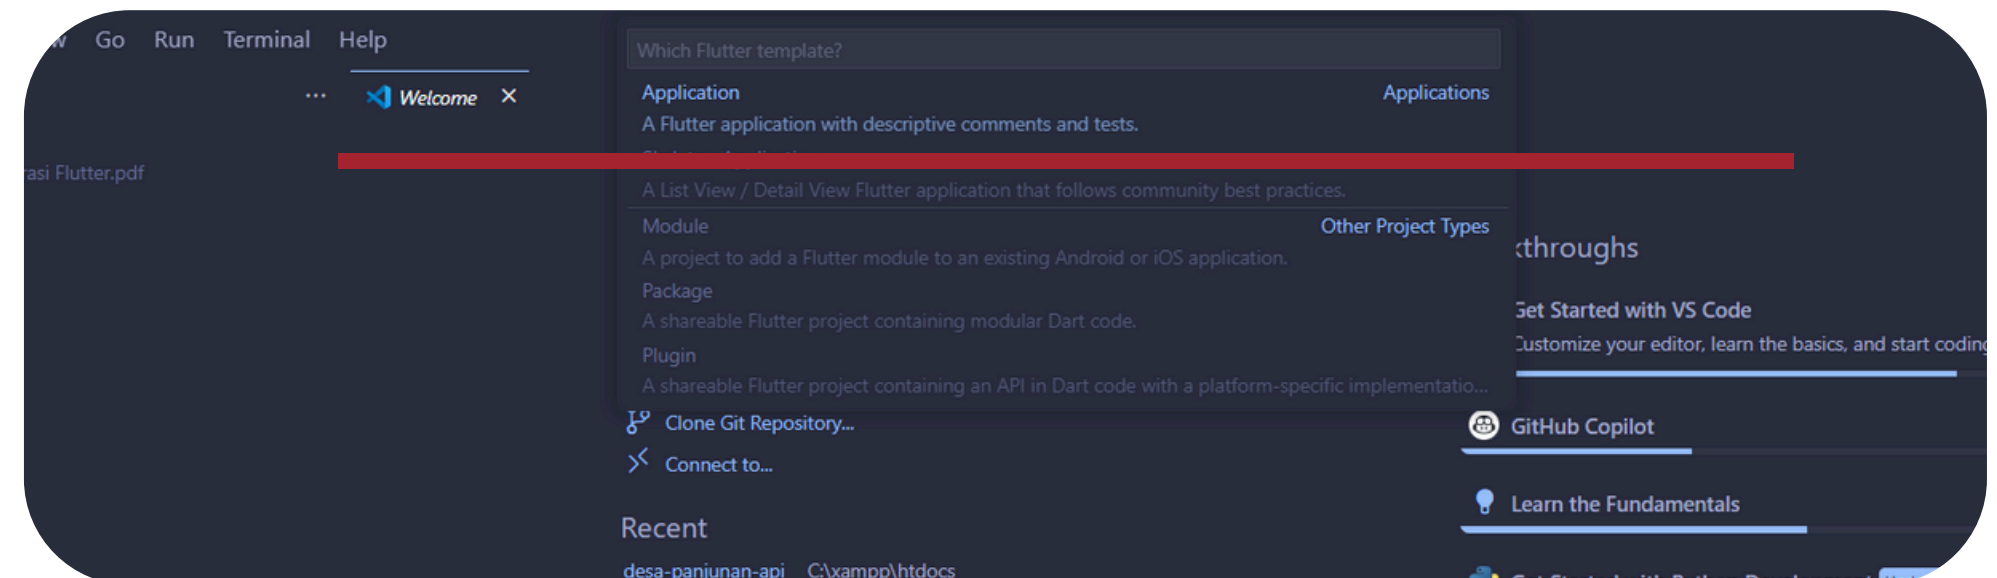 Go Run Terminal Help
Which Flutter template?
... Welcome
Application Applications
A Flutter application with descriptive comments and tests.
asi Flutter.pdf
A List View / Detail View Flutter application that follows community best practices.
Module Other Project Types
A project to add a Flutter module to an existing Android or iOS application.
kthroughs
Package
Get Started with VS Code
A shareable Flutter project containing modular Dart code.
Customize your editor, learn the basics, and start coding
Plugin
A shareable Flutter project containing an API in Dart code with a platform-specific implementatio...
Clone Git Repository...
GitHub Copilot
Connect to...
Learn the Fundamentals
Recent
desa-panjunan-api C:\xampp\htdocs